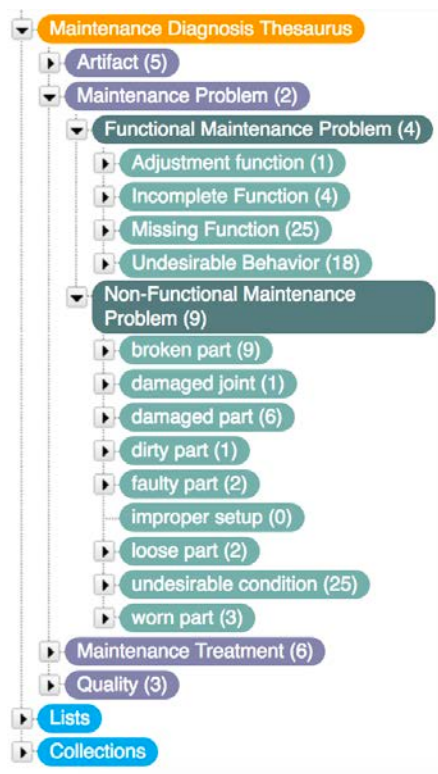 Maintenance Diagnosis Thesaurus
Artifact (5)
Maintenance Problem (2)
Functional Maintenance Problem (4)
Adjustment function (1)
Incomplete Function (4)
Missing Function (25)
Undesirable Behavior (18)
Non-Functional Maintenance
Problem (9)
broken part (9)
damaged joint (1)
damaged part (6)
dirty part (1)
faulty part (2)
improper setup (0)
loose part (2)
undesirable condition (25)
worn part (3)
Maintenance Treatment (6)
Quality (3)
Lists
Collections